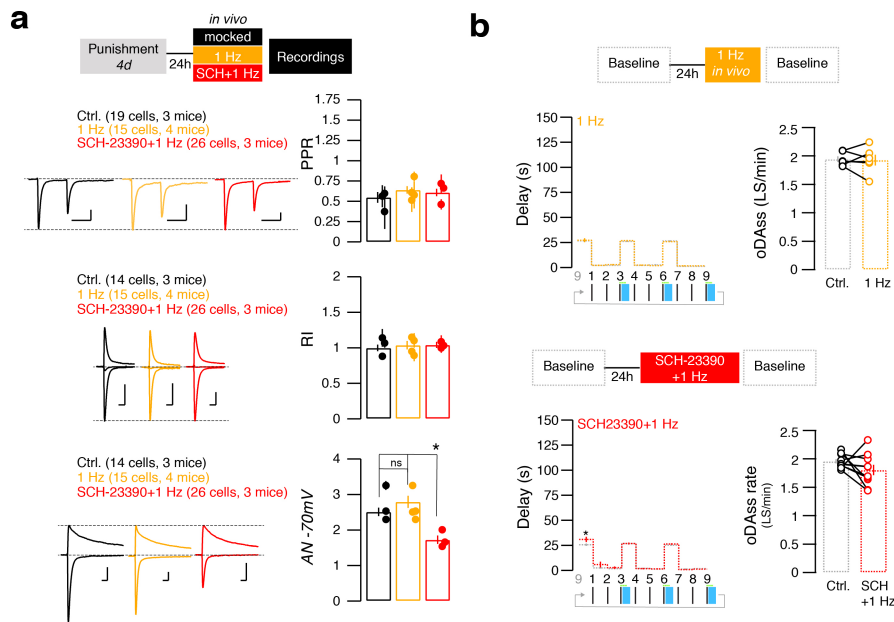 a
in vivo
mocked
1 Hz
SCH+1 Hz
Punishment
4d
24h
Recordings
Ctrl. (19 cells, 3 mice)
1 Hz (15 cells, 4 mice)
SCH-23390+1 Hz (26 cells, 3 mice)
PPR
1.75
1.5
1.25
1
0.75
0.5
0.25
0
Ctrl. (14 cells, 3 mice)
1 Hz (15 cells, 4 mice)
SCH-23390+1 Hz (26 cells, 3 mice)
RI
2
1.5
1
0.5
0
Ctrl. (14 cells, 3 mice)
1 Hz (15 cells, 4 mice)
SCH-23390+1 Hz (26 cells, 3 mice)
AN -70mV
4
3
2
1
0
ns
*
b
Baseline
24h
1 Hz
in vivo
Baseline
1 Hz
Delay (s)
150
125
100
75
50
25
0
9 1 2 3 4 5 6 7 8 9
oDAss (LS/min)
2.5
2
1.5
1
0.5
0
Ctrl. 1 Hz
Baseline
24h
SCH-23390
+1 Hz
Baseline
SCH23390+1 Hz
Delay (s)
150
125
100
75
50
25
0
*
9 1 2 3 4 5 6 7 8 9
oDAss rate
(LS/min)
2.5
2
1.5
1
0.5
0
Ctrl. SCH
+1 Hz